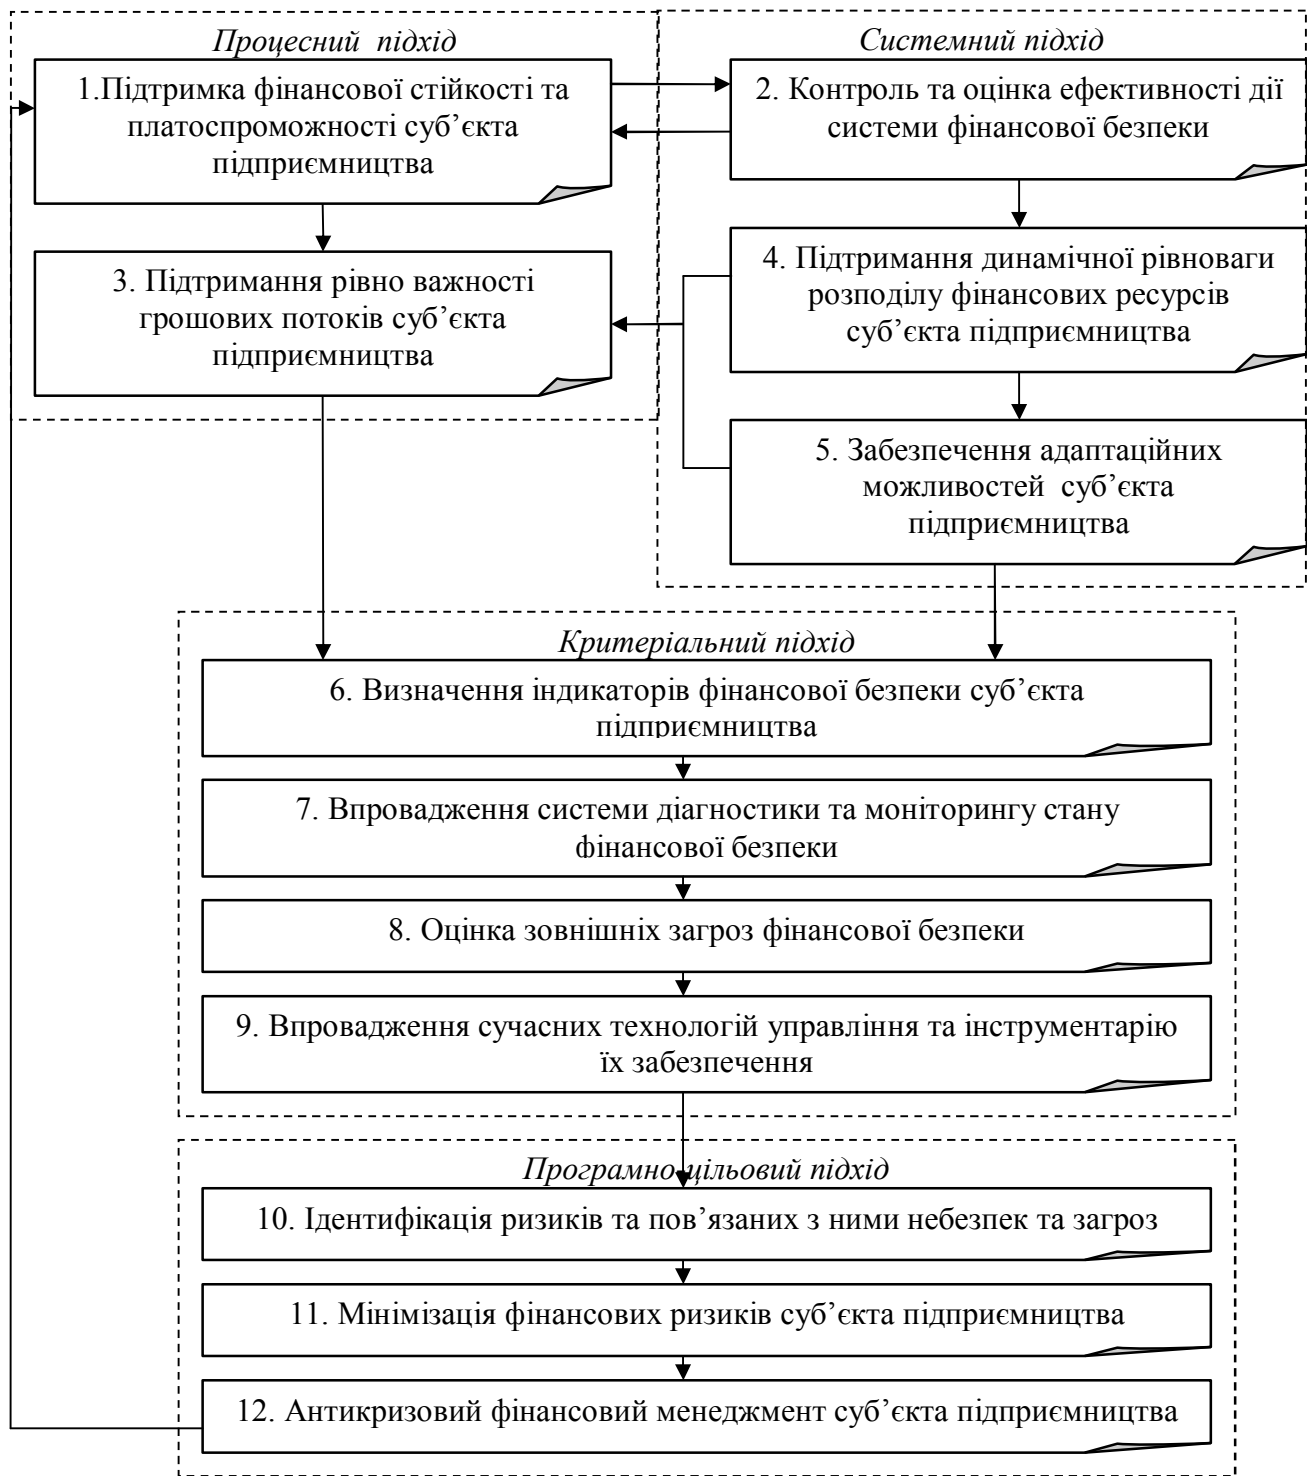 Процесний підхід
1.Підтримка фінансової стійкості та
платоспроможності суб’єкта
підприємництва
3. Підтримання рівно важності
грошових потоків суб’єкта
підприємництва
Системний підхід
2. Контроль та оцінка ефективності дії
системи фінансової безпеки
4. Підтримання динамічної рівноваги
розподілу фінансових ресурсів
суб’єкта підприємництва
5. Забезпечення адаптаційних
можливостей суб’єкта
підприємництва
Критеріальний підхід
6. Визначення індикаторів фінансової безпеки суб’єкта
підприємництва
7. Впровадження системи діагностики та моніторингу стану
фінансової безпеки
8. Оцінка зовнішніх загроз фінансової безпеки
9. Впровадження сучасних технологій управління та інструментарію
їх забезпечення
Програмно-цільовий підхід
10. Ідентифікація ризиків та пов’язаних з ними небезпек та загроз
11. Мінімізація фінансових ризиків суб’єкта підприємництва
12. Антикризовий фінансовий менеджмент суб’єкта підприємництва